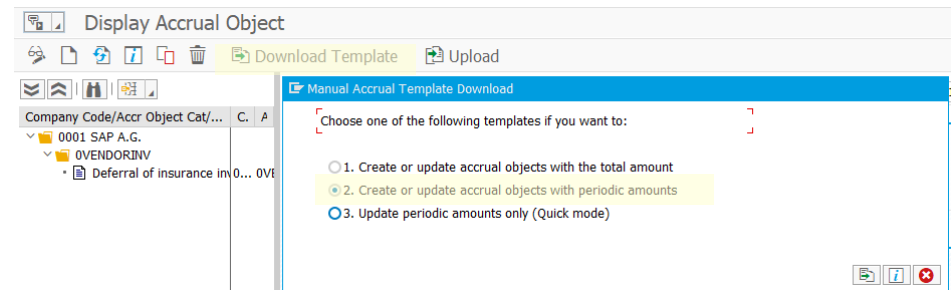 Display Accrual Object
Download Template Upload
Manual Accrual Template Download
Company Code/Accr Object Cat/... C. A
Choose one of the following templates if you want to:
0001 SAP A.G.
0VENDORINV
Deferral of insurance inv 0... 0VE
1. Create or update accrual objects with the total amount
2. Create or update accrual objects with periodic amounts
3. Update periodic amounts only (Quick mode)